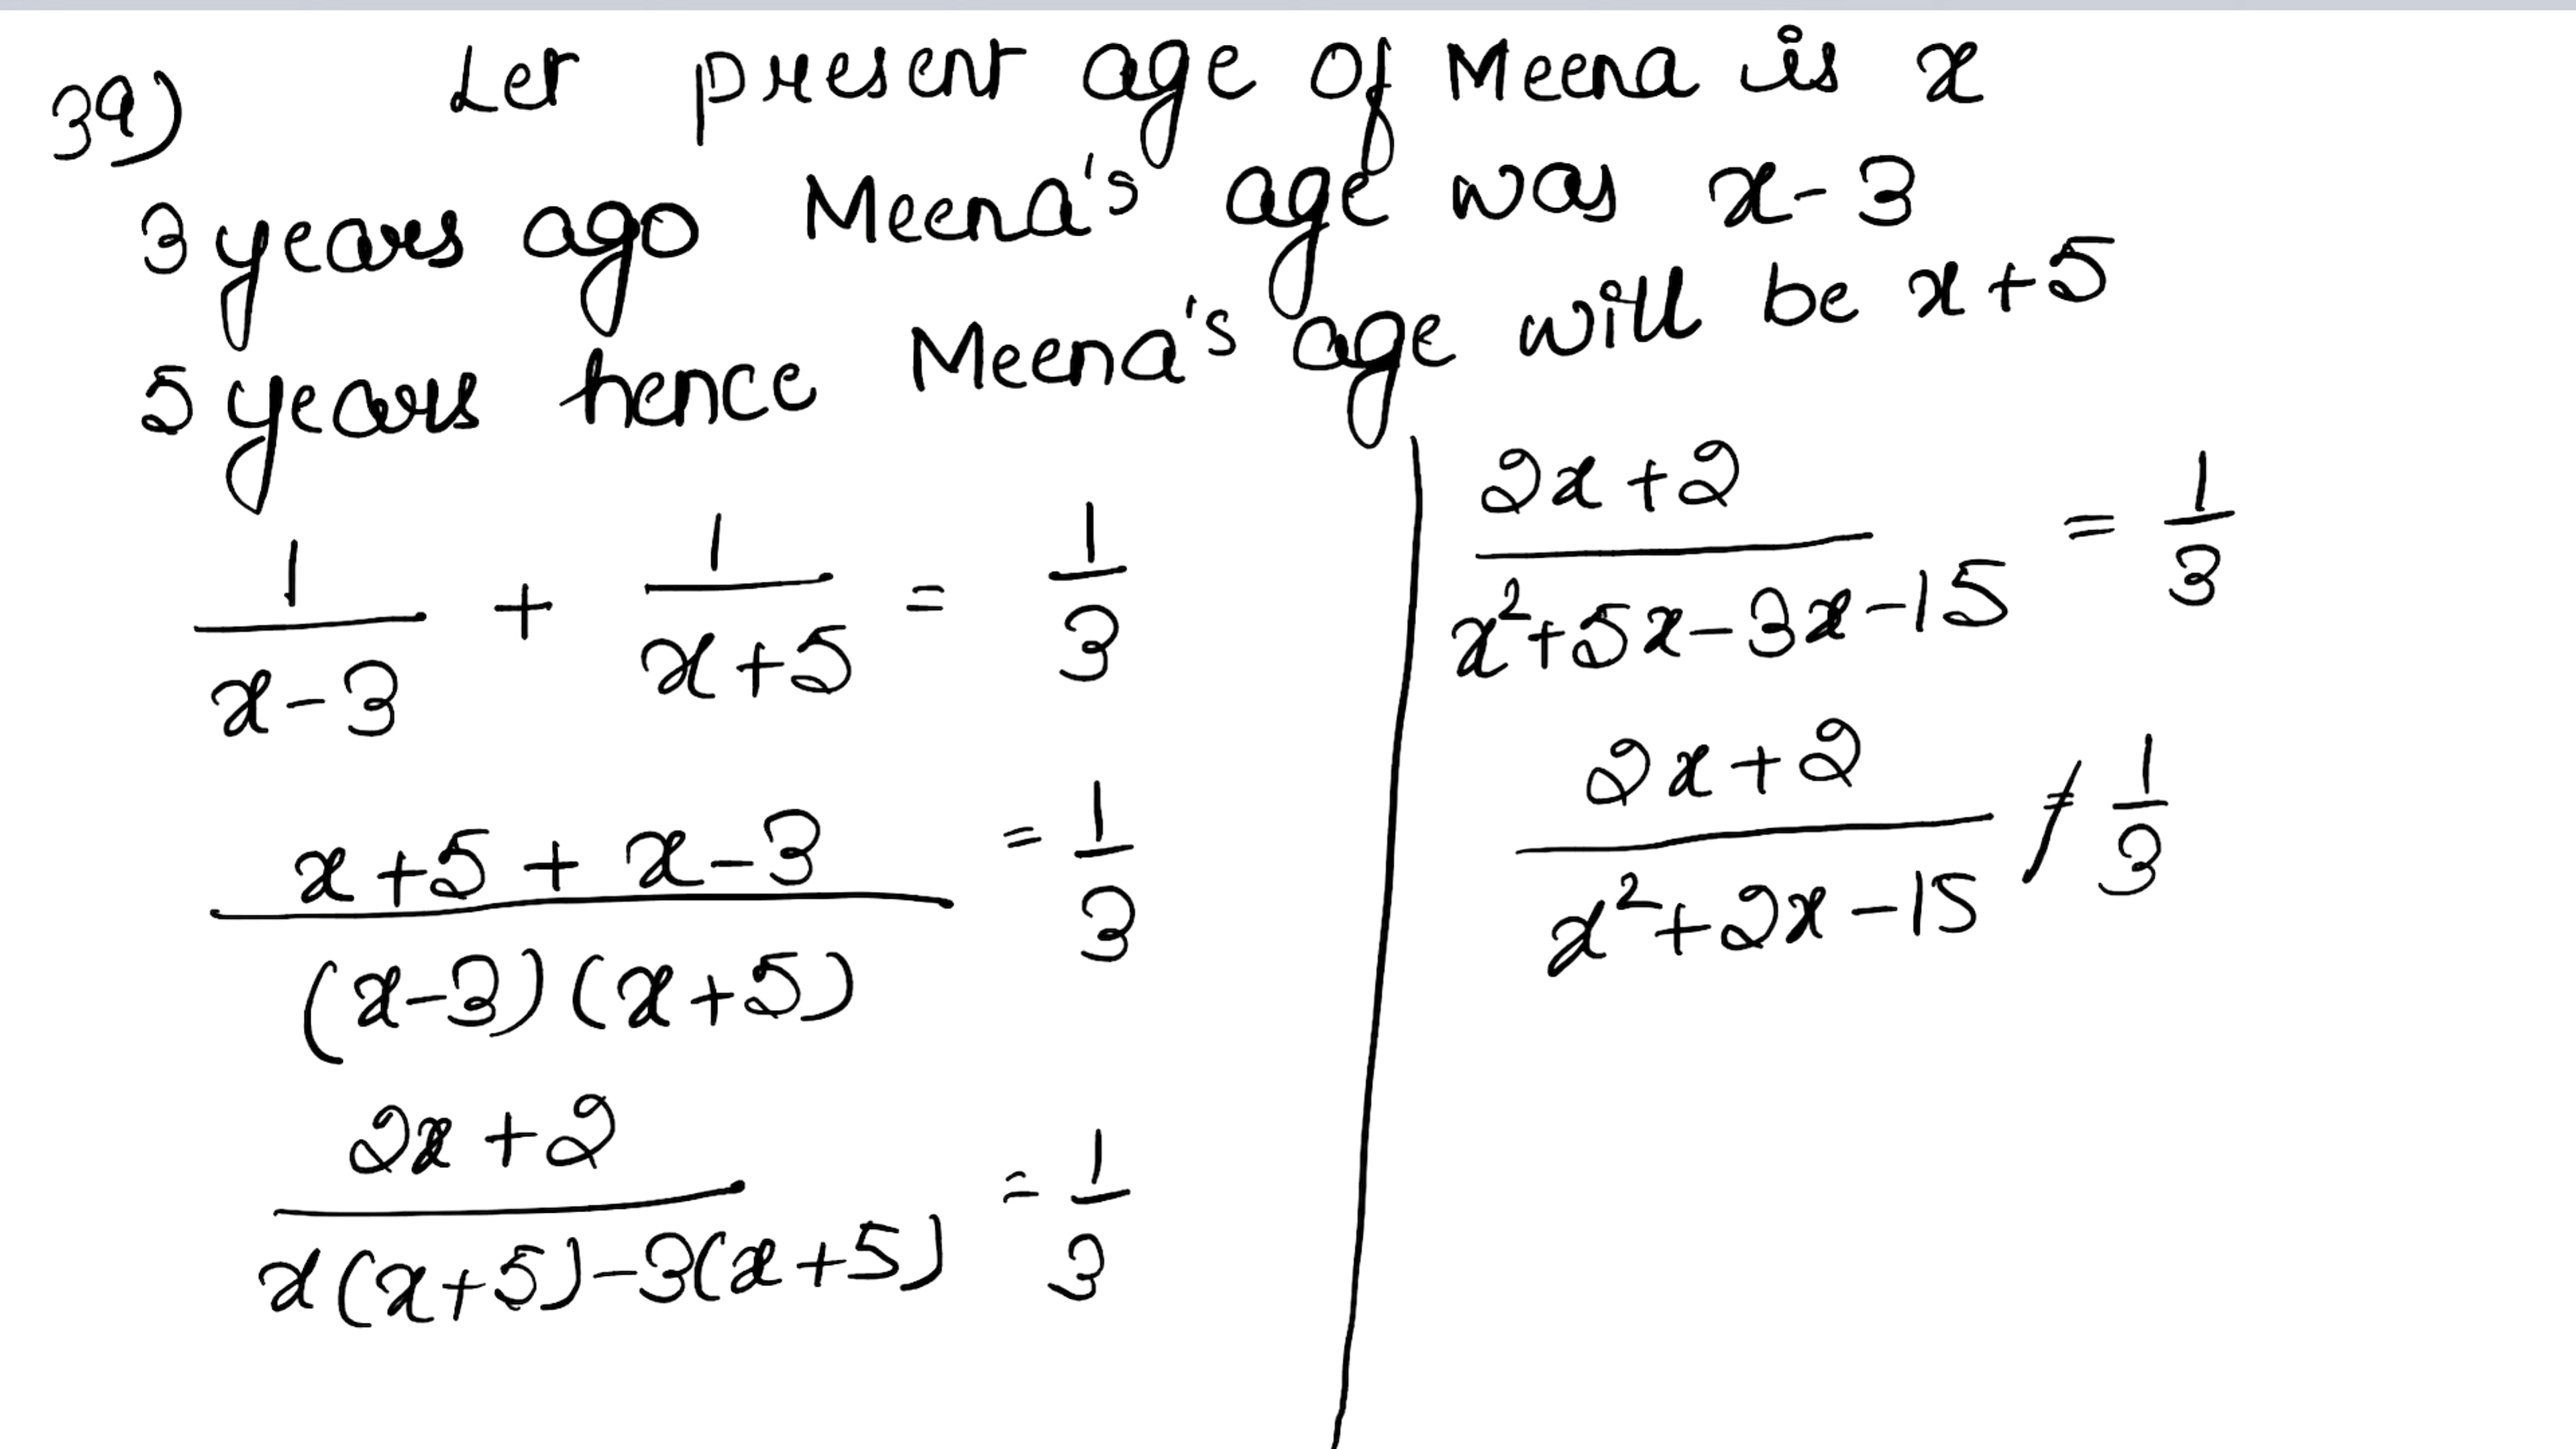 39) Let present age of Meena is x
3 years ago Meena's age was x-3
5 years hence Meena's age will be x+5
1/(x-3) + 1/(x+5) = 1/3
(x+5+x-3)/((x-3)(x+5)) = 1/3
(2x+2)/(x(x+5)-3(x+5)) = 1/3
(2x+2)/(x²+5x-3x-15) = 1/3
(2x+2)/(x²+2x-15) = 1/3